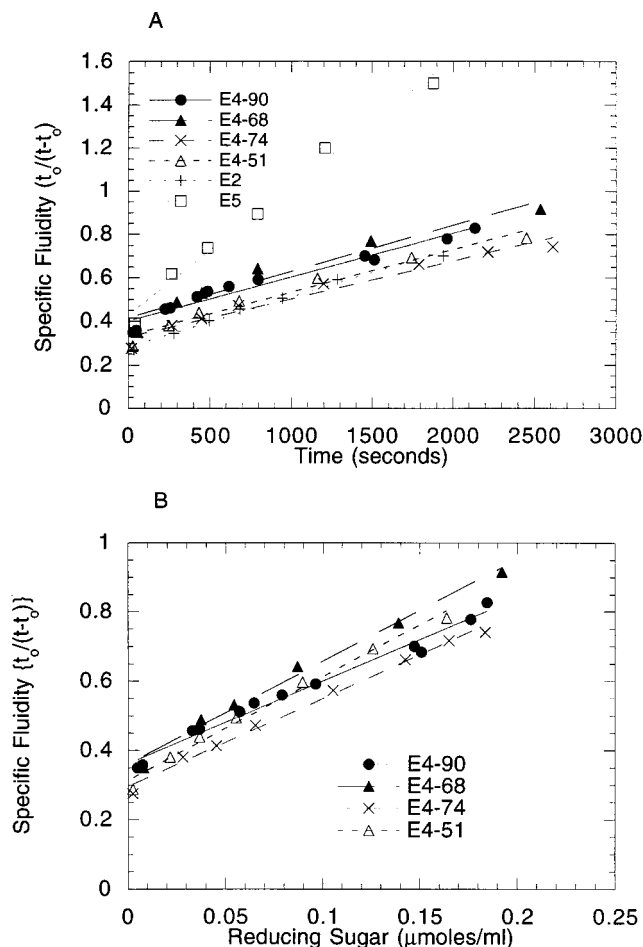 A
Specific Fluidity (t₀/(t-t₀)
1.6
1.4
1.2
1
0.8
0.6
0.4
0.2
0
E4-90
E4-68
E4-74
E4-51
E2
E5
0 500 1000 1500 2000 2500 3000
Time (seconds)
B
Specific Fluidity {t₀/(t-t₀)}
1
0.8
0.6
0.4
0.2
0
E4-90
E4-68
E4-74
E4-51
0 0.05 0.1 0.15 0.2 0.25
Reducing Sugar (μmoles/ml)